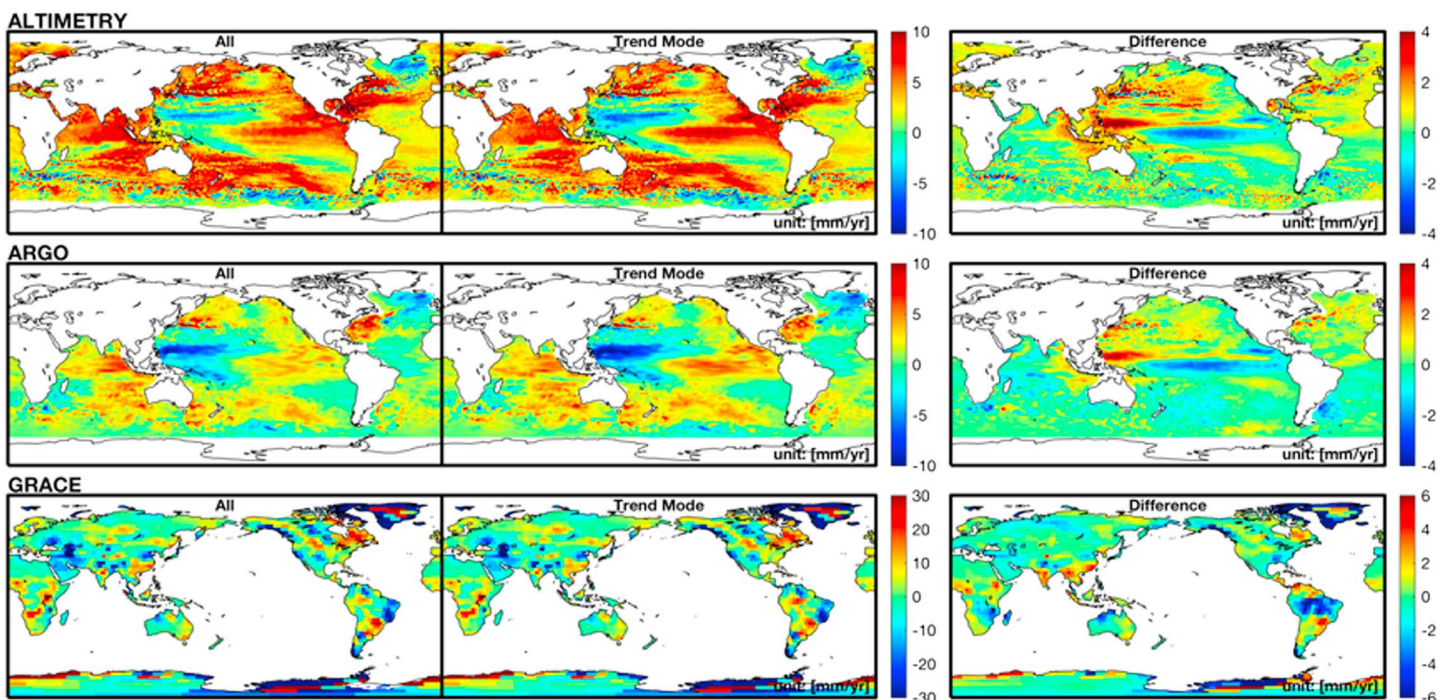 ALTIMETRY
All
Trend Mode
unit: [mm/yr]
10
5
0
-5
-10
Difference
unit: [mm/yr]
4
2
0
-2
-4
ARGO
All
Trend Mode
unit: [mm/yr]
10
5
0
-5
-10
Difference
unit: [mm/yr]
4
2
0
-2
-4
GRACE
All
Trend Mode
unit: [mm/yr]
30
20
10
0
-10
-20
-30
Difference
unit: [mm/yr]
6
4
2
0
-2
-4
-6